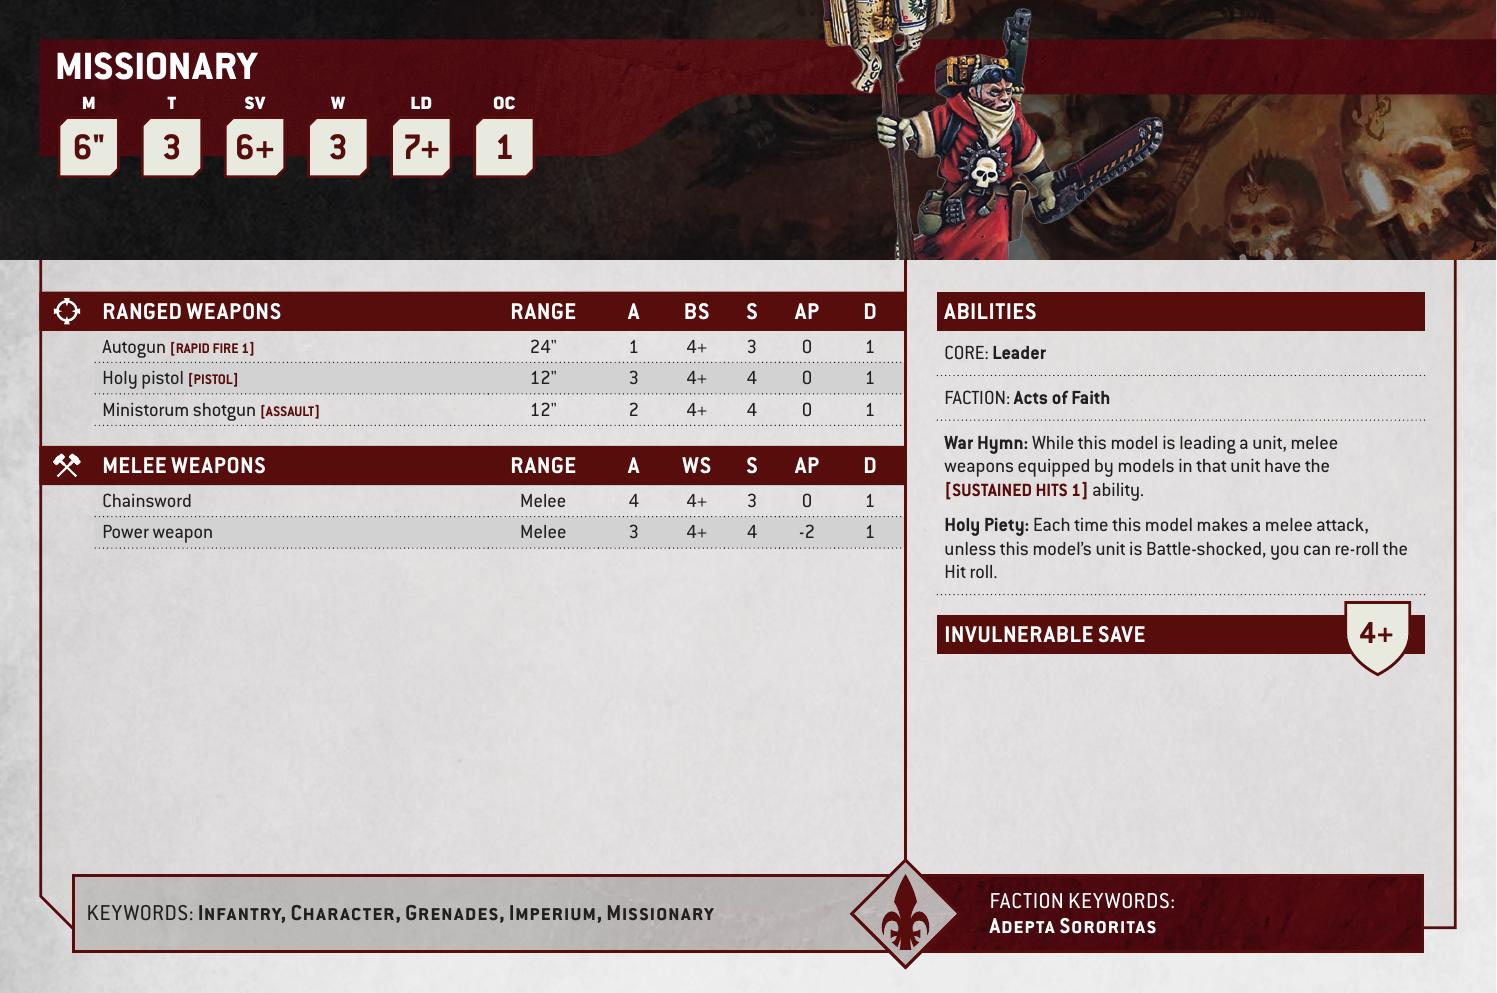 MISSIONARY
M T SV W LD OC
6" 3 6+ 3 7+ 1
RANGED WEAPONS RANGE A BS S AP D
Autogun [RAPID FIRE 1] 24" 1 4+ 3 0 1
Holy pistol [PISTOL] 12" 3 4+ 4 0 1
Ministorum shotgun [ASSAULT] 12" 2 4+ 4 0 1
MELEE WEAPONS RANGE A WS S AP D
Chainsword Melee 4 4+ 3 0 1
Power weapon Melee 3 4+ 4 -2 1
ABILITIES
CORE: Leader
FACTION: Acts of Faith
War Hymn: While this model is leading a unit, melee
weapons equipped by models in that unit have the
[SUSTAINED HITS 1] ability.
Holy Piety: Each time this model makes a melee attack,
unless this model’s unit is Battle-shocked, you can re-roll the
Hit roll.
INVULNERABLE SAVE 4+
KEYWORDS: INFANTRY, CHARACTER, GRENADES, IMPERIUM, MISSIONARY
FACTION KEYWORDS:
ADEPTA SORORITAS